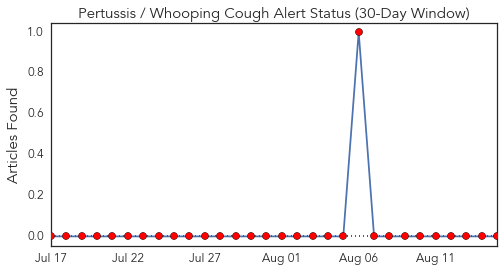 Pertussis / Whooping Cough Alert Status (30-Day Window)
Articles Found
1.0
0.8
0.6
0.4
0.2
0.0
Jul 17 Jul 22 Jul 27 Aug 01 Aug 06 Aug 11